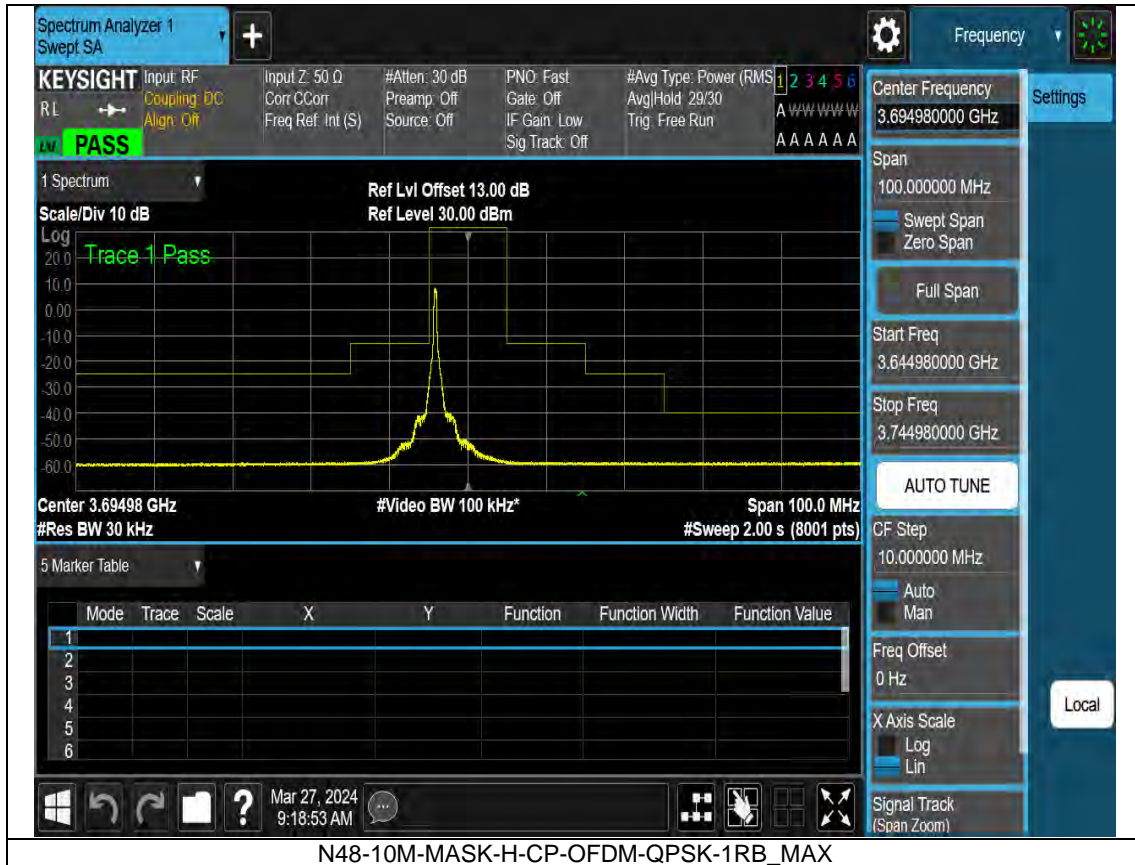 Spectrum Analyzer 1
Swept SA
Frequency
KEYSIGHT
RL
PASS
Input: RF
Coupling: DC
Align: Off
Input Z: 50 Ω
Corr CCorr
Freq Ref: Int (S)
#Atten: 30 dB
Preamp: Off
Source: Off
PNO: Fast
Gate: Off
IF Gain: Low
Sig Track: Off
#Avg Type: Power (RMS
Avg|Hold: 29/30
Trig: Free Run
1 2 3 4 5 6
A W W W W W
A A A A A A
1 Spectrum
Scale/Div 10 dB
Ref Lvl Offset 13.00 dB
Ref Level 30.00 dBm
Log
Trace 1 Pass
20.0
10.0
0.00
-10.0
-20.0
-30.0
-40.0
-50.0
-60.0
Center 3.69498 GHz
#Res BW 30 kHz
#Video BW 100 kHz*
Span 100.0 MHz
#Sweep 2.00 s (8001 pts)
5 Marker Table
Mode Trace Scale X Y Function Function Width Function Value
1
2
3
4
5
6
Mar 27, 2024
9:18:53 AM
Center Frequency
3.694980000 GHz
Settings
Span
100.000000 MHz
Swept Span
Zero Span
Full Span
Start Freq
3.644980000 GHz
Stop Freq
3.744980000 GHz
AUTO TUNE
CF Step
10.000000 MHz
Auto
Man
Freq Offset
0 Hz
X Axis Scale
Log
Lin
Local
Signal Track
(Span Zoom)
N48-10M-MASK-H-CP-OFDM-QPSK-1RB_MAX